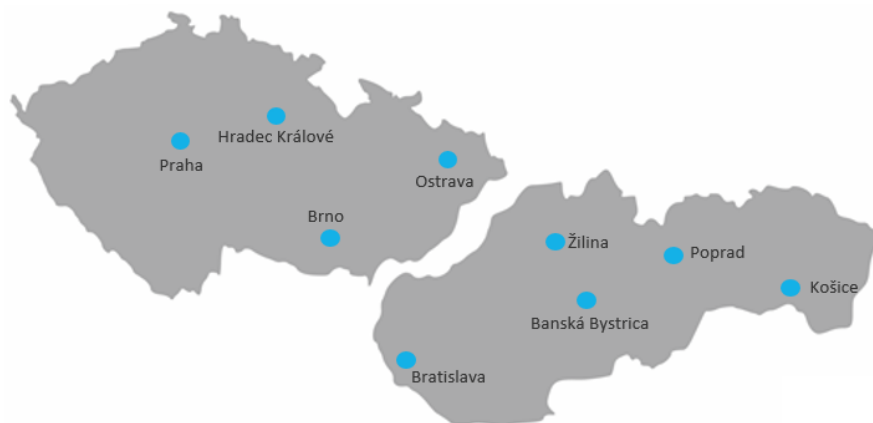 Hradec Králové
Praha
Ostrava
Brno
Žilina
Poprad
Košice
Banská Bystrica
Bratislava